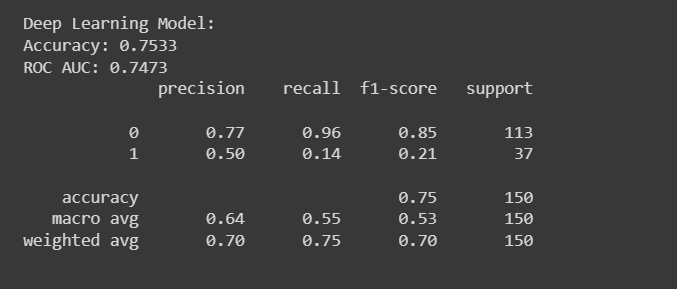 Deep Learning Model:
Accuracy: 0.7533
ROC AUC: 0.7473
precision recall f1-score support
0 0.77 0.96 0.85 113
1 0.50 0.14 0.21 37
accuracy 0.75 150
macro avg 0.64 0.55 0.53 150
weighted avg 0.70 0.75 0.70 150